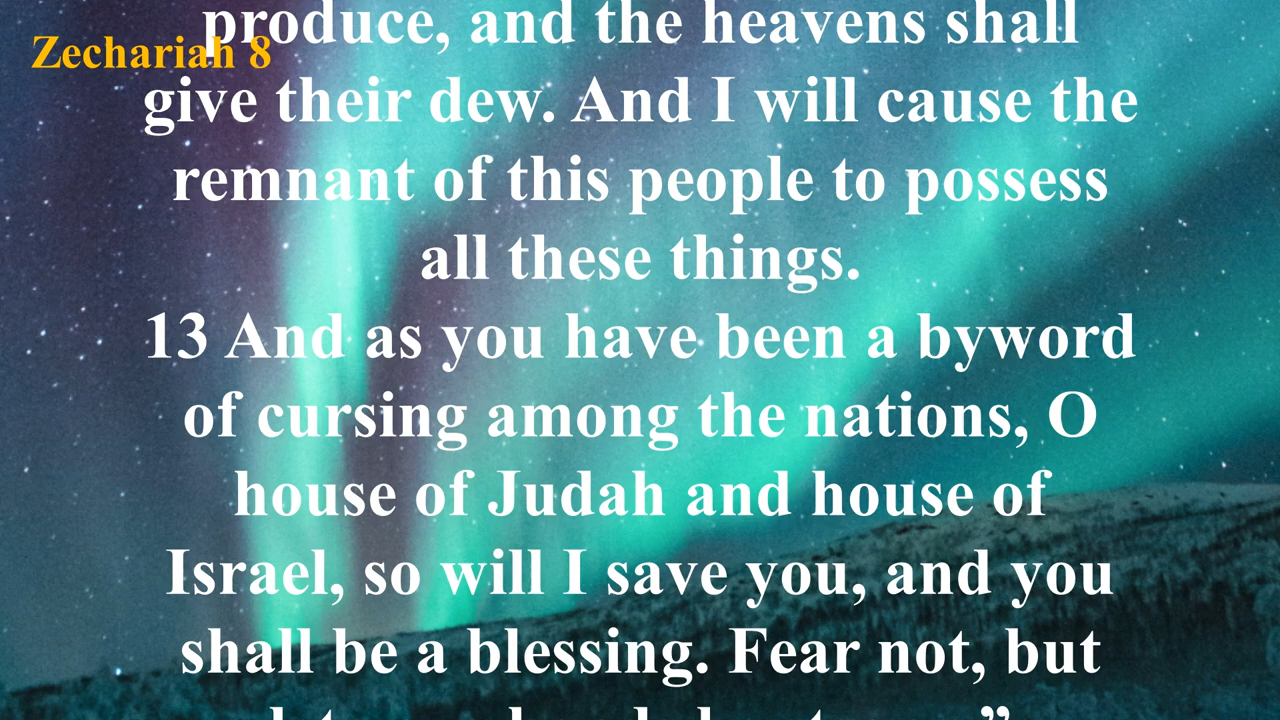 produce, and the heavens shall
Zechariah 8
give their dew. And I will cause the
remnant of this people to possess
all these things.
13 And as you have been a byword
of cursing among the nations, O
house of Judah and house of
Israel, so will I save you, and you
shall be a blessing. Fear not, but